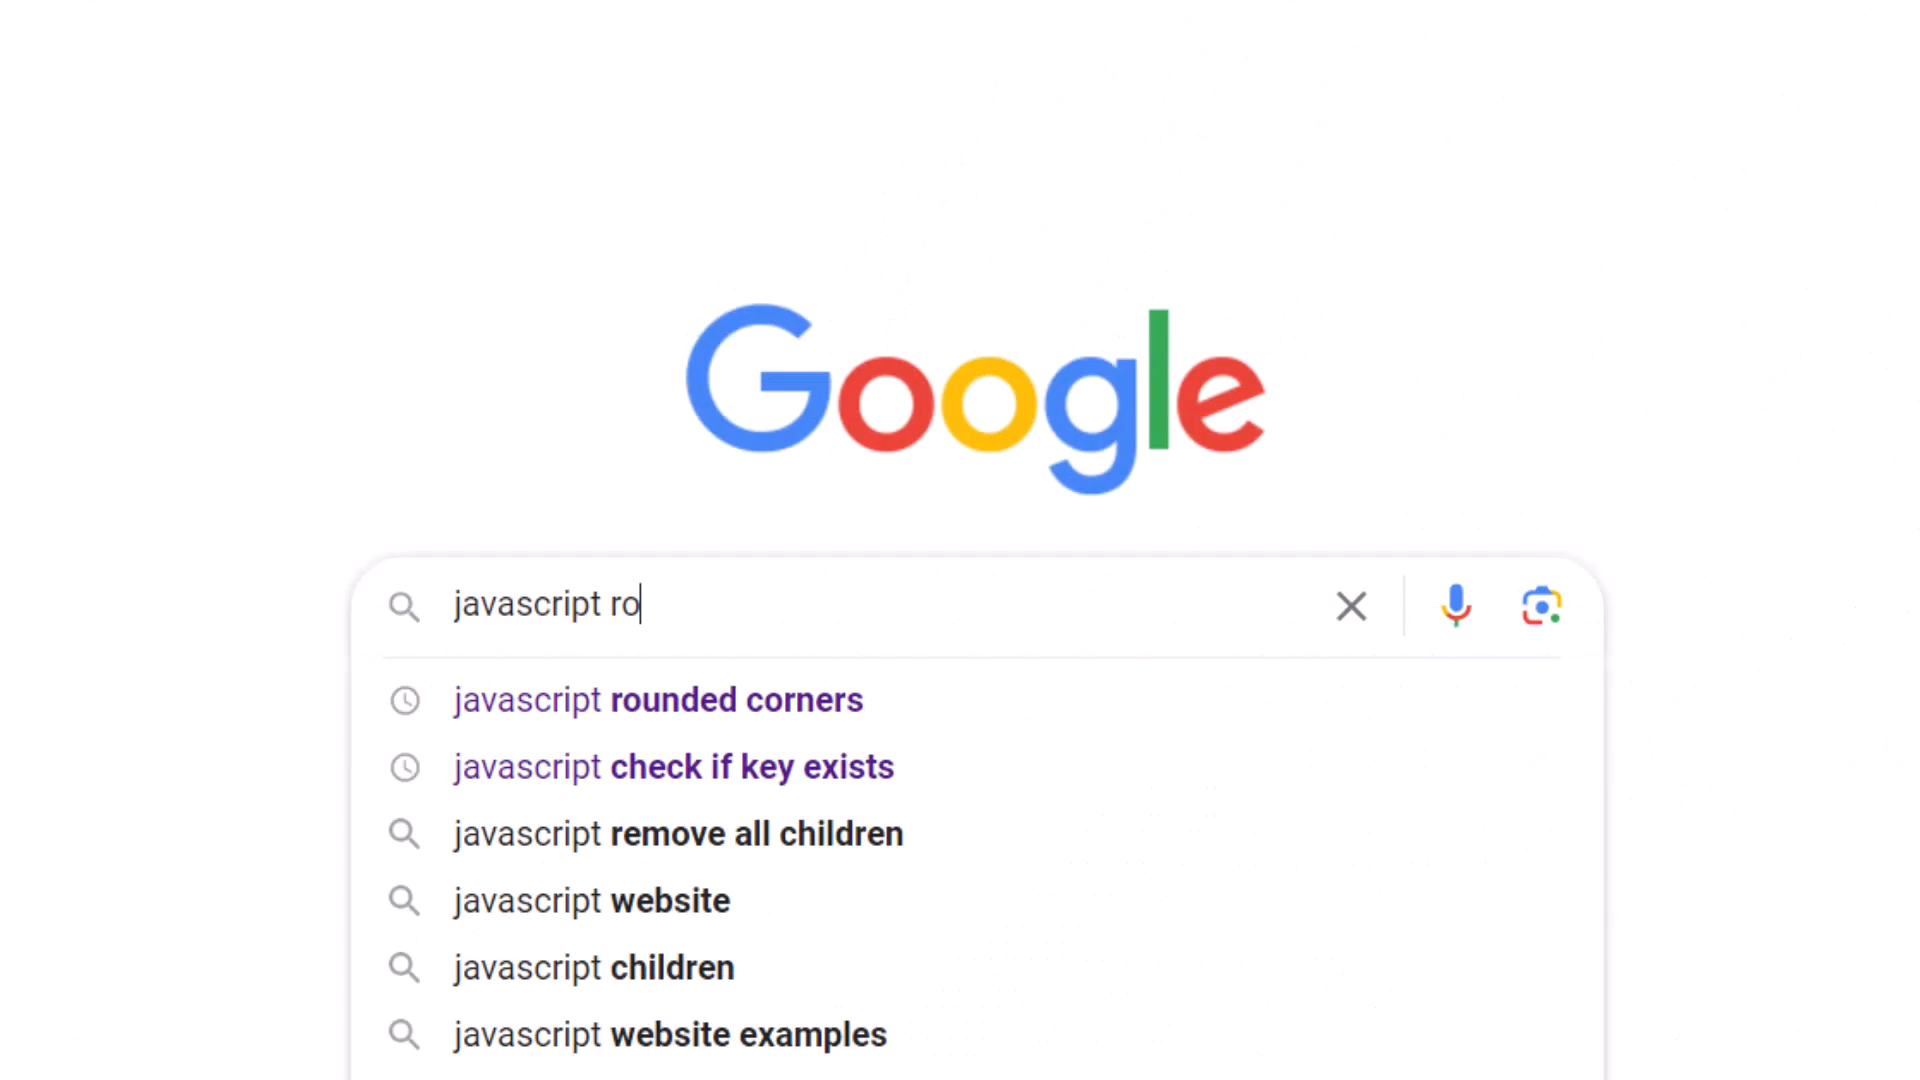 Google
javascript ro
javascript rounded corners
javascript check if key exists
javascript remove all children
javascript website
javascript children
javascript website examples